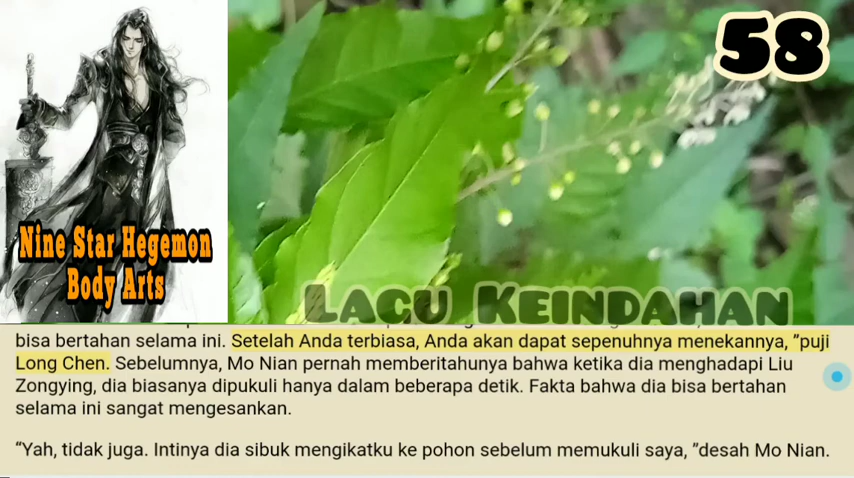 58
Nine Star Hegemon
Body Arts
Lagu Keindahan
bisa bertahan selama ini. Setelah Anda terbiasa, Anda akan dapat sepenuhnya menekannya, ”puji
Long Chen. Sebelumnya, Mo Nian pernah memberitahunya bahwa ketika dia menghadapi Liu
Zongying, dia biasanya dipukuli hanya dalam beberapa detik. Fakta bahwa dia bisa bertahan
selama ini sangat mengesankan.
“Yah, tidak juga. Intinya dia sibuk mengikatku ke pohon sebelum memukuli saya, ”desah Mo Nian.